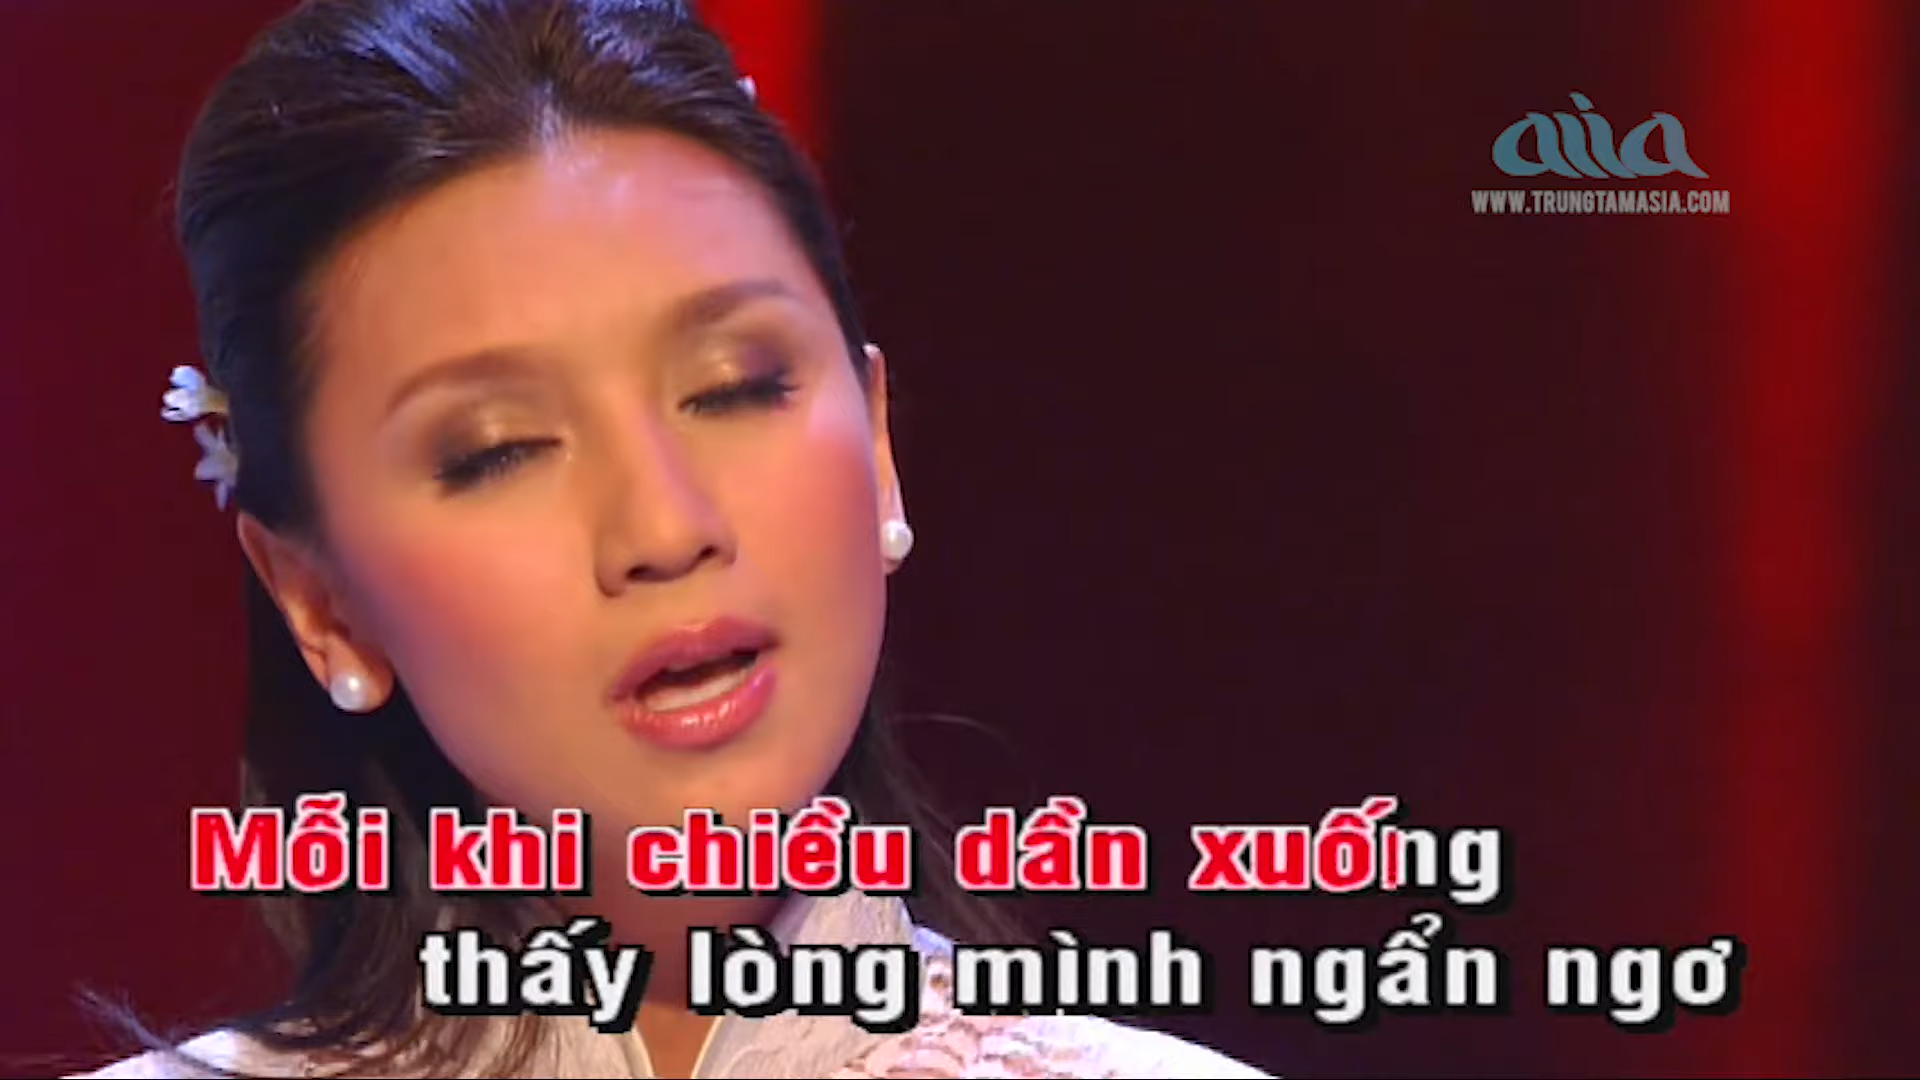 asia
WWW.TRUNGTAMASIA.COM
Mỗi khi chiều dần xuống
thấy lòng mình ngẩn ngơ